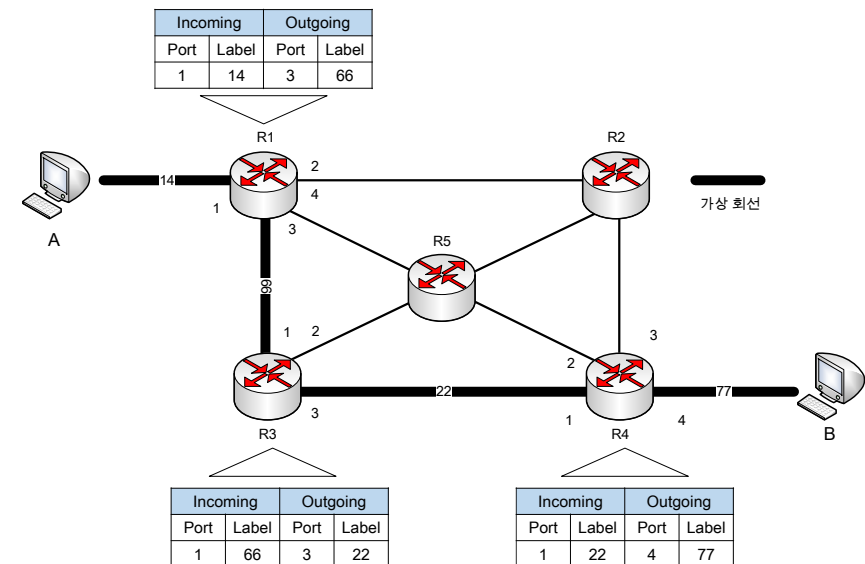 Incoming Outgoing
Port Label Port Label
1 14 3 66
R1
R2
2
14
4
가상 회선
1
A
3
R5
66
1 2
3
2
22
77
3
1
4
R3
R4
B
Incoming Outgoing
Port Label Port Label
1 66 3 22
Incoming Outgoing
Port Label Port Label
1 22 4 77